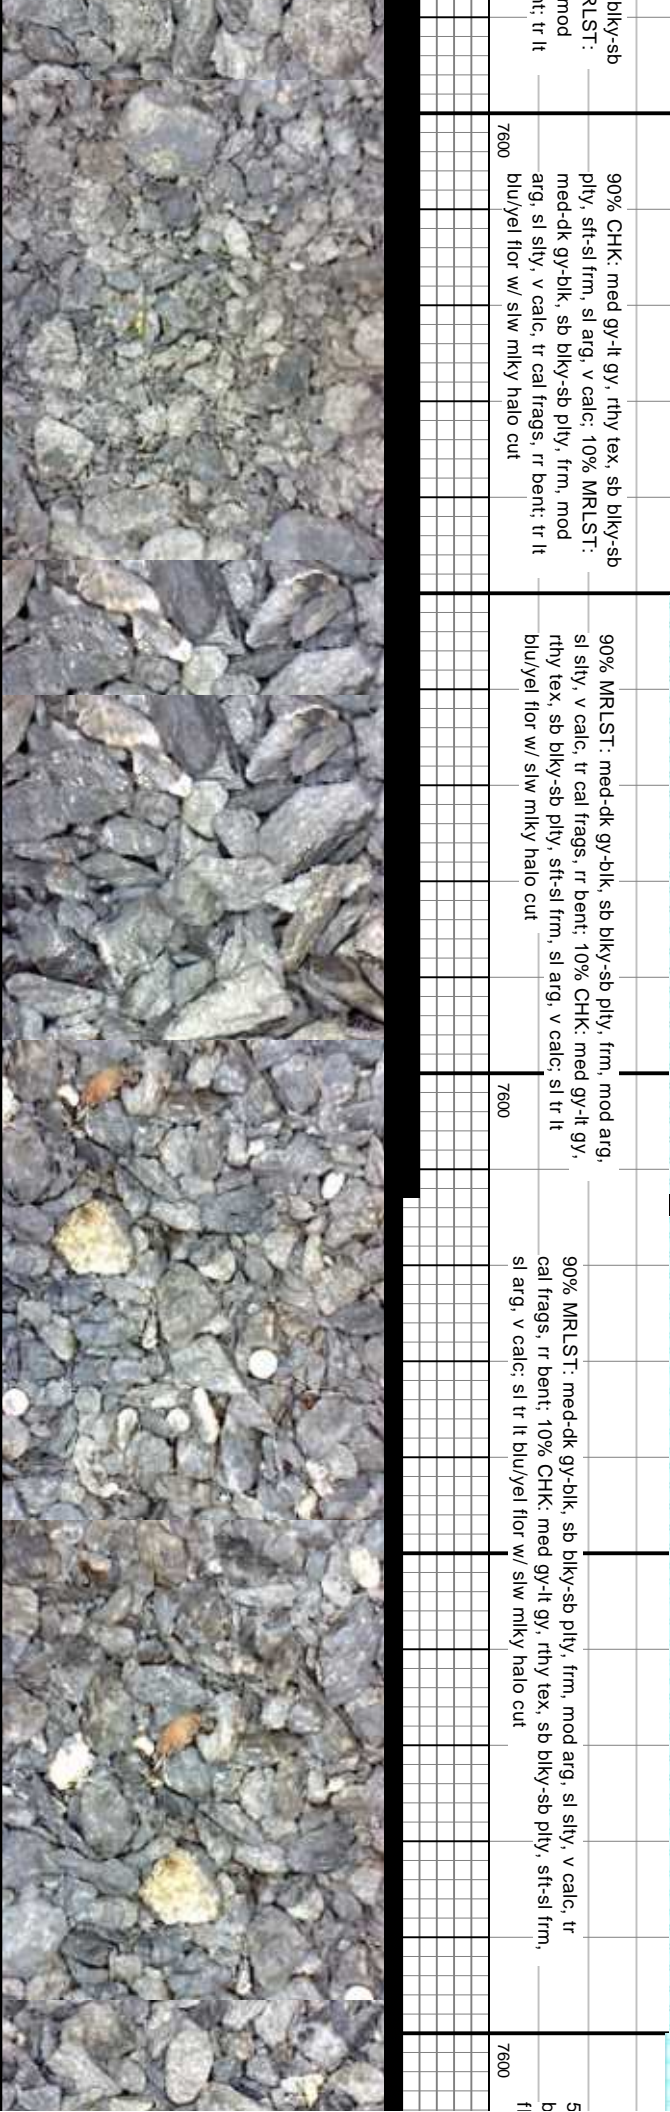 blky-sb
RLST:
mod
nt; tr lt
7600
90% CHK: med gy-lt gy, rthy tex, sb blky-sb
plty, sft-sl frm, sl arg, v calc; 10% MRLST:
med-dk gy-blk, sb blky-sb plty, frm, mod
arg, sl slty, v calc, tr cal frags, rr bent; tr lt
blu/yel flor w/ slw mlky halo cut
90% MRLST: med-dk gy-blk, sb blky-sb plty, frm, mod arg,
sl slty, v calc, tr cal frags, rr bent; 10% CHK: med gy-lt gy,
rthy tex, sb blky-sb plty, sft-sl frm, sl arg, v calc; sl tr lt
blu/yel flor w/ slw mlky halo cut
7600
90% MRLST: med-dk gy-blk, sb blky-sb plty, frm, mod arg, sl slty, v calc, tr
cal frags, rr bent; 10% CHK: med gy-lt gy, rthy tex, sb blky-sb plty, sft-sl frm,
sl arg, v calc; sl tr lt blu/yel flor w/ slw mlky halo cut
7600
5
b
fl